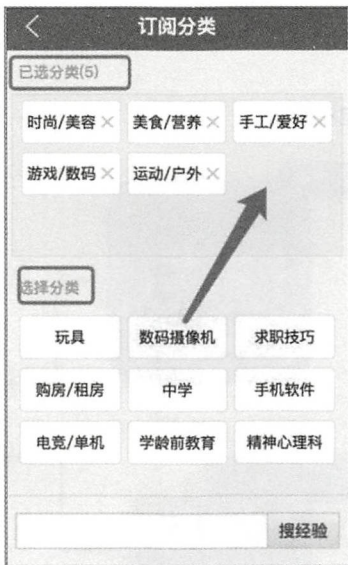 订阅分类
已选分类(5)
时尚/美容 × 美食/营养 × 手工/爱好 ×
游戏/数码 × 运动/户外 ×
选择分类
玩具 数码摄像机 求职技巧
购房/租房 中学 手机软件
电竞/单机 学龄前教育 精神心理科
搜经验